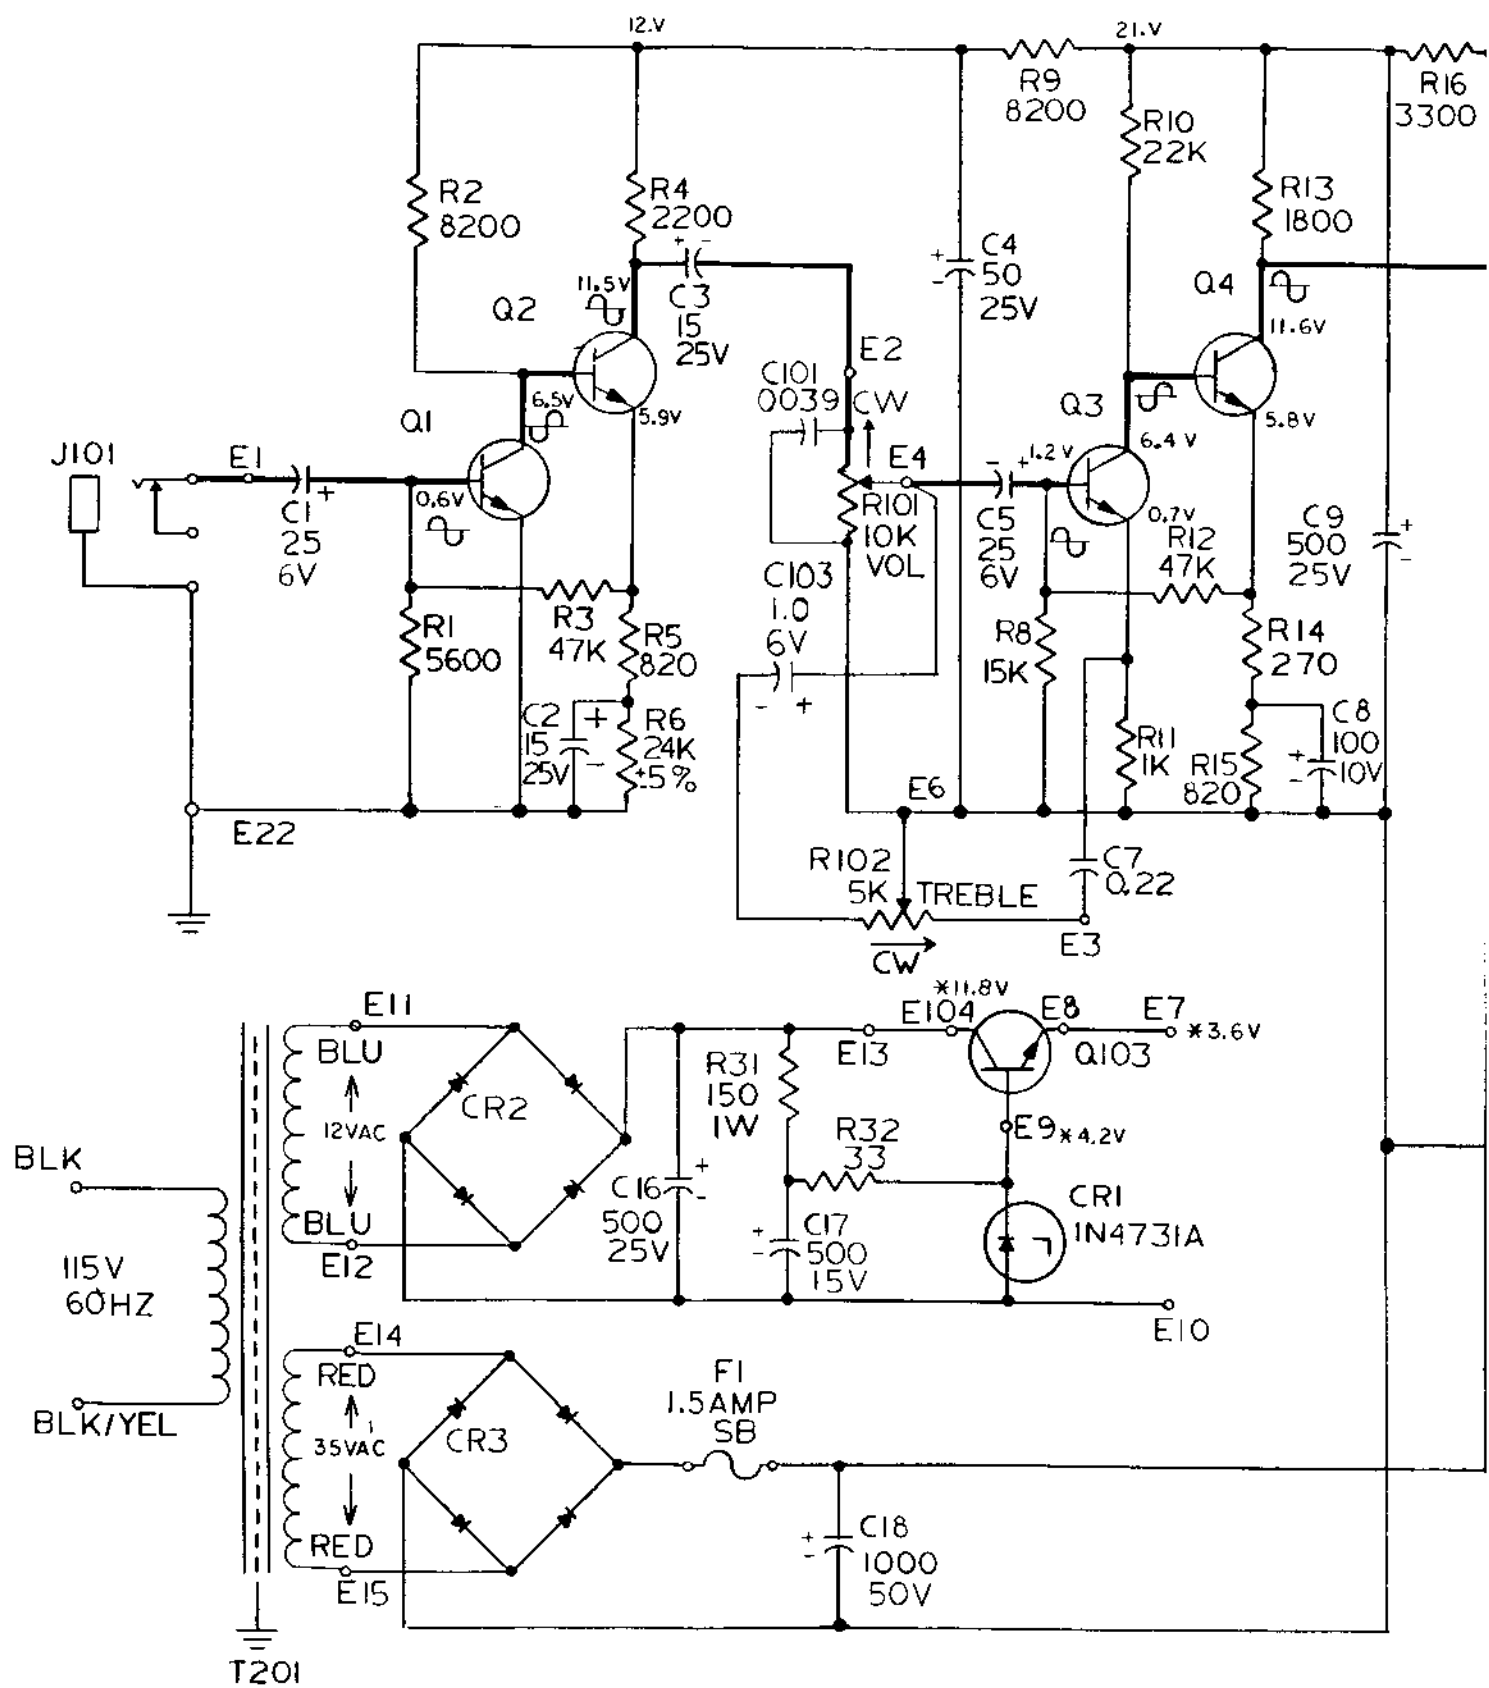 12.V
21.V
R9
8200
R16
3300
R10
22K
R2
8200
R4
2200
+ -
R13
1800
C4
50
25V
+
-
11.5V
C3
15
25V
Q2
Q4
11.6V
E2
C101
.0039
CW
6.5V
5.9V
Q1
Q3
5.8V
6.4V
J101
E1
E4
- +
1.2V
+
0.6V
C1
25
6V
R101
10K
VOL
C5
25
6V
0.7V
R12
47K
C9
500
25V
+
-
C103
1.0
6V
- +
R1
5600
R3
47K
R5
820
R8
15K
R14
270
C2
15
25V
+
-
R6
24K
±5%
R11
1K
R15
820
C8
100
10V
+
-
E6
E22
R102
5K
TREBLE
C7
0.22
E3
CW
*11.8V
E11
E104
E8
E7
*3.6V
BLU
E13
Q103
R31
150
1W
CR2
12VAC
R32
33
E9 *4.2V
BLK
C16
500
25V
+
-
CR1
1N4731A
BLU
E12
C17
500
15V
+
-
115V
60HZ
E10
E14
RED
F1
1.5AMP
SB
BLK/YEL
35VAC
CR3
C18
1000
50V
+
-
RED
E15
T201